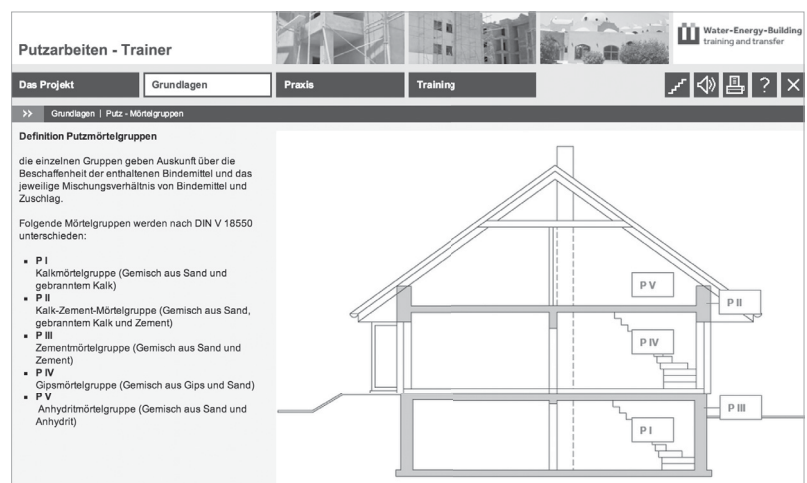 Putzarbeiten - Trainer
Water-Energy-Building
training and transfer
Das Projekt
Grundlagen
Praxis
Training
?
>> Grundlagen | Putz - Mörtelgruppen
Definition Putzmörtelgruppen
die einzelnen Gruppen geben Auskunft über die
Beschaffenheit der enthaltenen Bindemittel und das
jeweilige Mischungsverhältnis von Bindemittel und
Zuschlag.
Folgende Mörtelgruppen werden nach DIN V 18550
unterschieden:
▪ P I
Kalkmörtelgruppe (Gemisch aus Sand und
gebranntem Kalk)
▪ P II
Kalk-Zement-Mörtelgruppe (Gemisch aus Sand,
gebranntem Kalk und Zement)
▪ P III
Zementmörtelgruppe (Gemisch aus Sand und
Zement)
▪ P IV
Gipsmörtelgruppe (Gemisch aus Gips und Sand)
▪ P V
Anhydritmörtelgruppe (Gemisch aus Sand und
Anhydrit)
P V
P II
P IV
P III
P I